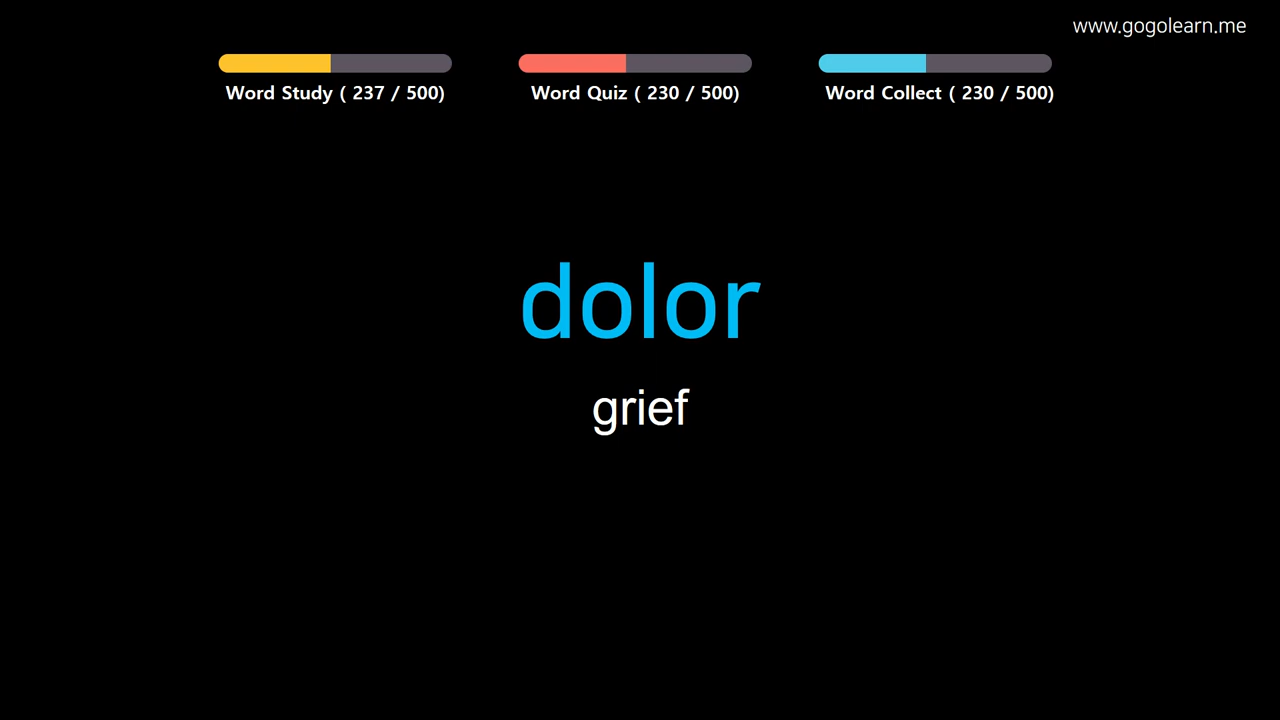 www.gogolearn.me
Word Study ( 237 / 500)
Word Quiz ( 230 / 500)
Word Collect ( 230 / 500)
dolor
grief